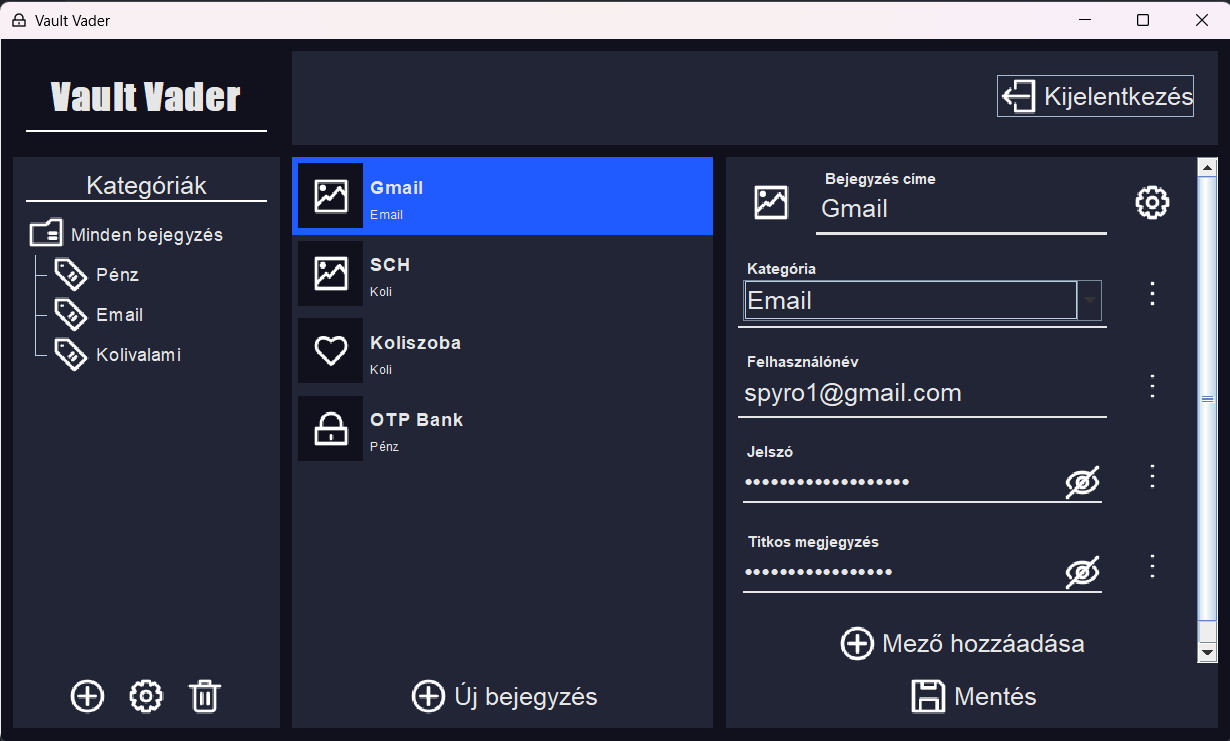 Vault Vader
Vault Vader
Kijelentkezés
Kategóriák
Minden bejegyzés
Pénz
Email
Kolivalami
Gmail
Email
SCH
Koli
Koliszoba
Koli
OTP Bank
Pénz
Új bejegyzés
Bejegyzés címe
Gmail
Kategória
Email
Felhasználónév
spyro1@gmail.com
Jelszó
•••••••••••••••••••
Titkos megjegyzés
•••••••••••••••••
Mező hozzáadása
Mentés